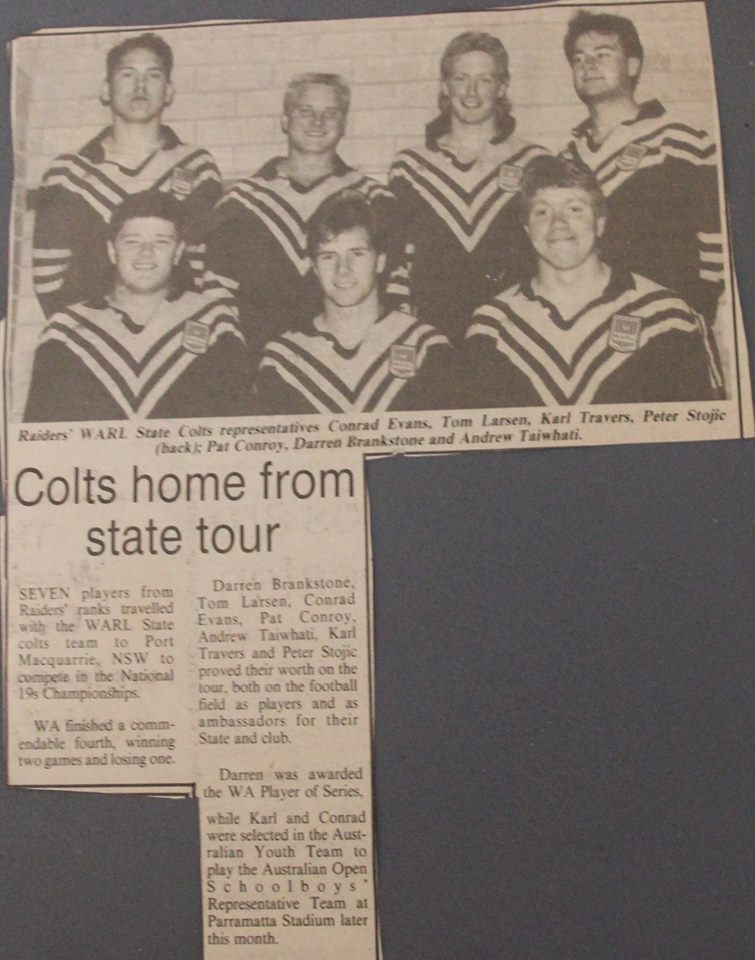 Raiders' WARL State Colts representatives Conrad Evans, Tom Larsen, Karl Travers, Peter Stojic
(back); Pat Conroy, Darren Brankstone and Andrew Taiwhati.
Colts home from
state tour
SEVEN players from
Raiders' ranks travelled
with the WARL State
colts team to Port
Macquarrie, NSW to
compete in the National
19s Championships.
WA finished a comm-
endable fourth, winning
two games and losing one.
Darren Brankstone,
Tom Larsen, Conrad
Evans, Pat Conroy,
Andrew Taiwhati, Karl
Travers and Peter Stojic
proved their worth on the
tour, both on the football
field as players and as
ambassadors for their
State and club.
Darren was awarded
the WA Player of Series,
while Karl and Conrad
were selected in the Aust-
ralian Youth Team to
play the Australian Open
Schoolboys'
Representative Team at
Parramatta Stadium later
this month.